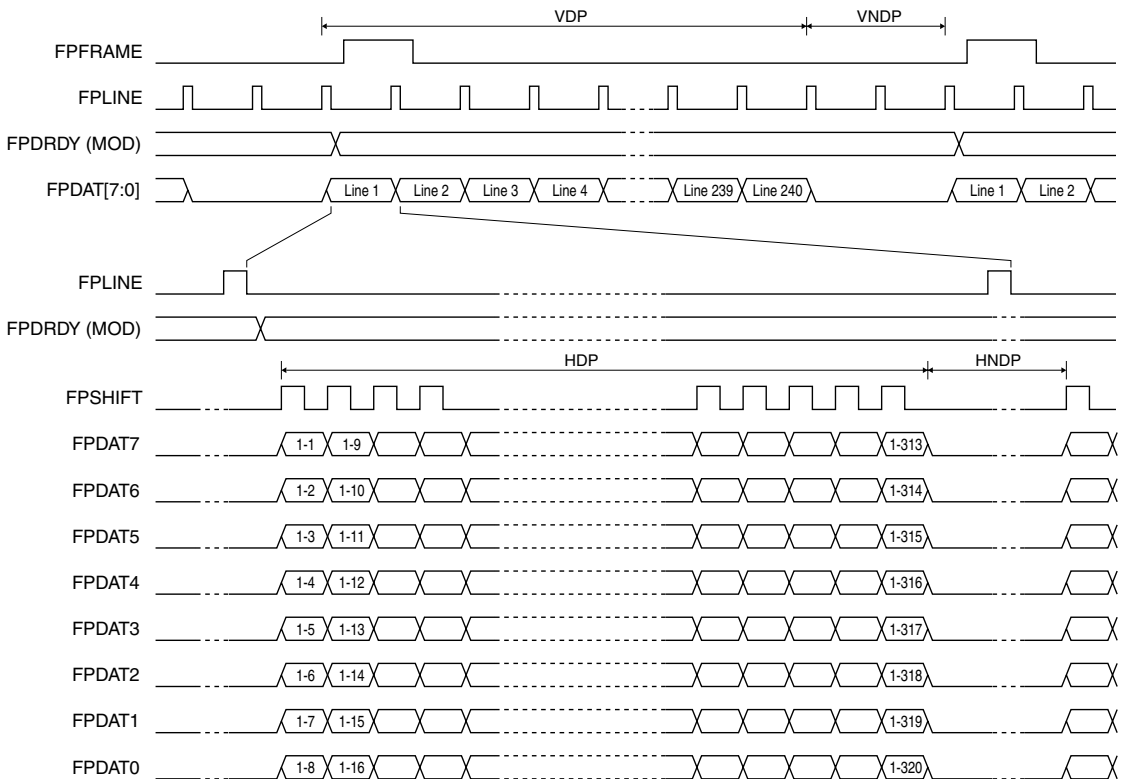 VDP VNDP
FPFRAME
FPLINE
FPDRDY (MOD)
FPDAT[7:0] Line 1 Line 2 Line 3 Line 4 Line 239 Line 240 Line 1 Line 2
FPLINE
FPDRDY (MOD)
HDP HNDP
FPSHIFT
FPDAT7 1-1 1-9 1-313
FPDAT6 1-2 1-10 1-314
FPDAT5 1-3 1-11 1-315
FPDAT4 1-4 1-12 1-316
FPDAT3 1-5 1-13 1-317
FPDAT2 1-6 1-14 1-318
FPDAT1 1-7 1-15 1-319
FPDAT0 1-8 1-16 1-320